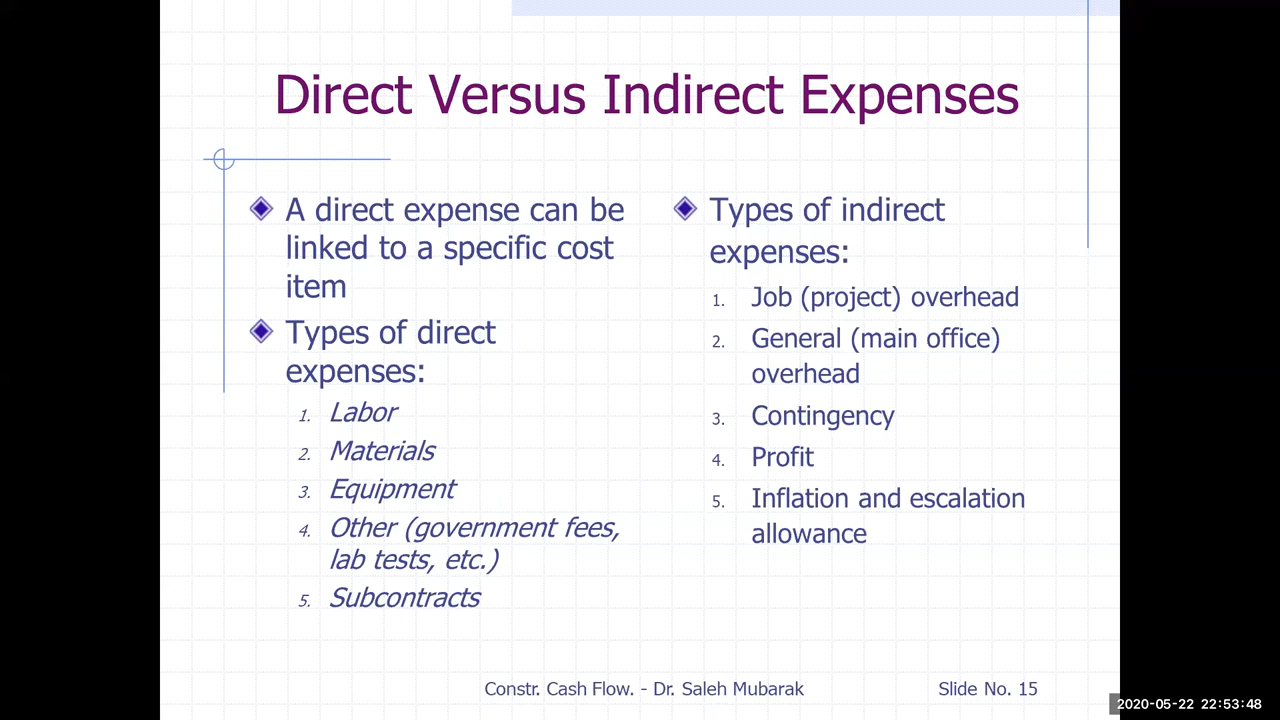 Direct Versus Indirect Expenses
A direct expense can be
linked to a specific cost
item
Types of direct
expenses:
1. Labor
2. Materials
3. Equipment
4. Other (government fees,
lab tests, etc.)
5. Subcontracts
Types of indirect
expenses:
1. Job (project) overhead
2. General (main office)
overhead
3. Contingency
4. Profit
5. Inflation and escalation
allowance
Constr. Cash Flow. - Dr. Saleh Mubarak
Slide No. 15
2020-05-22 22:53:48